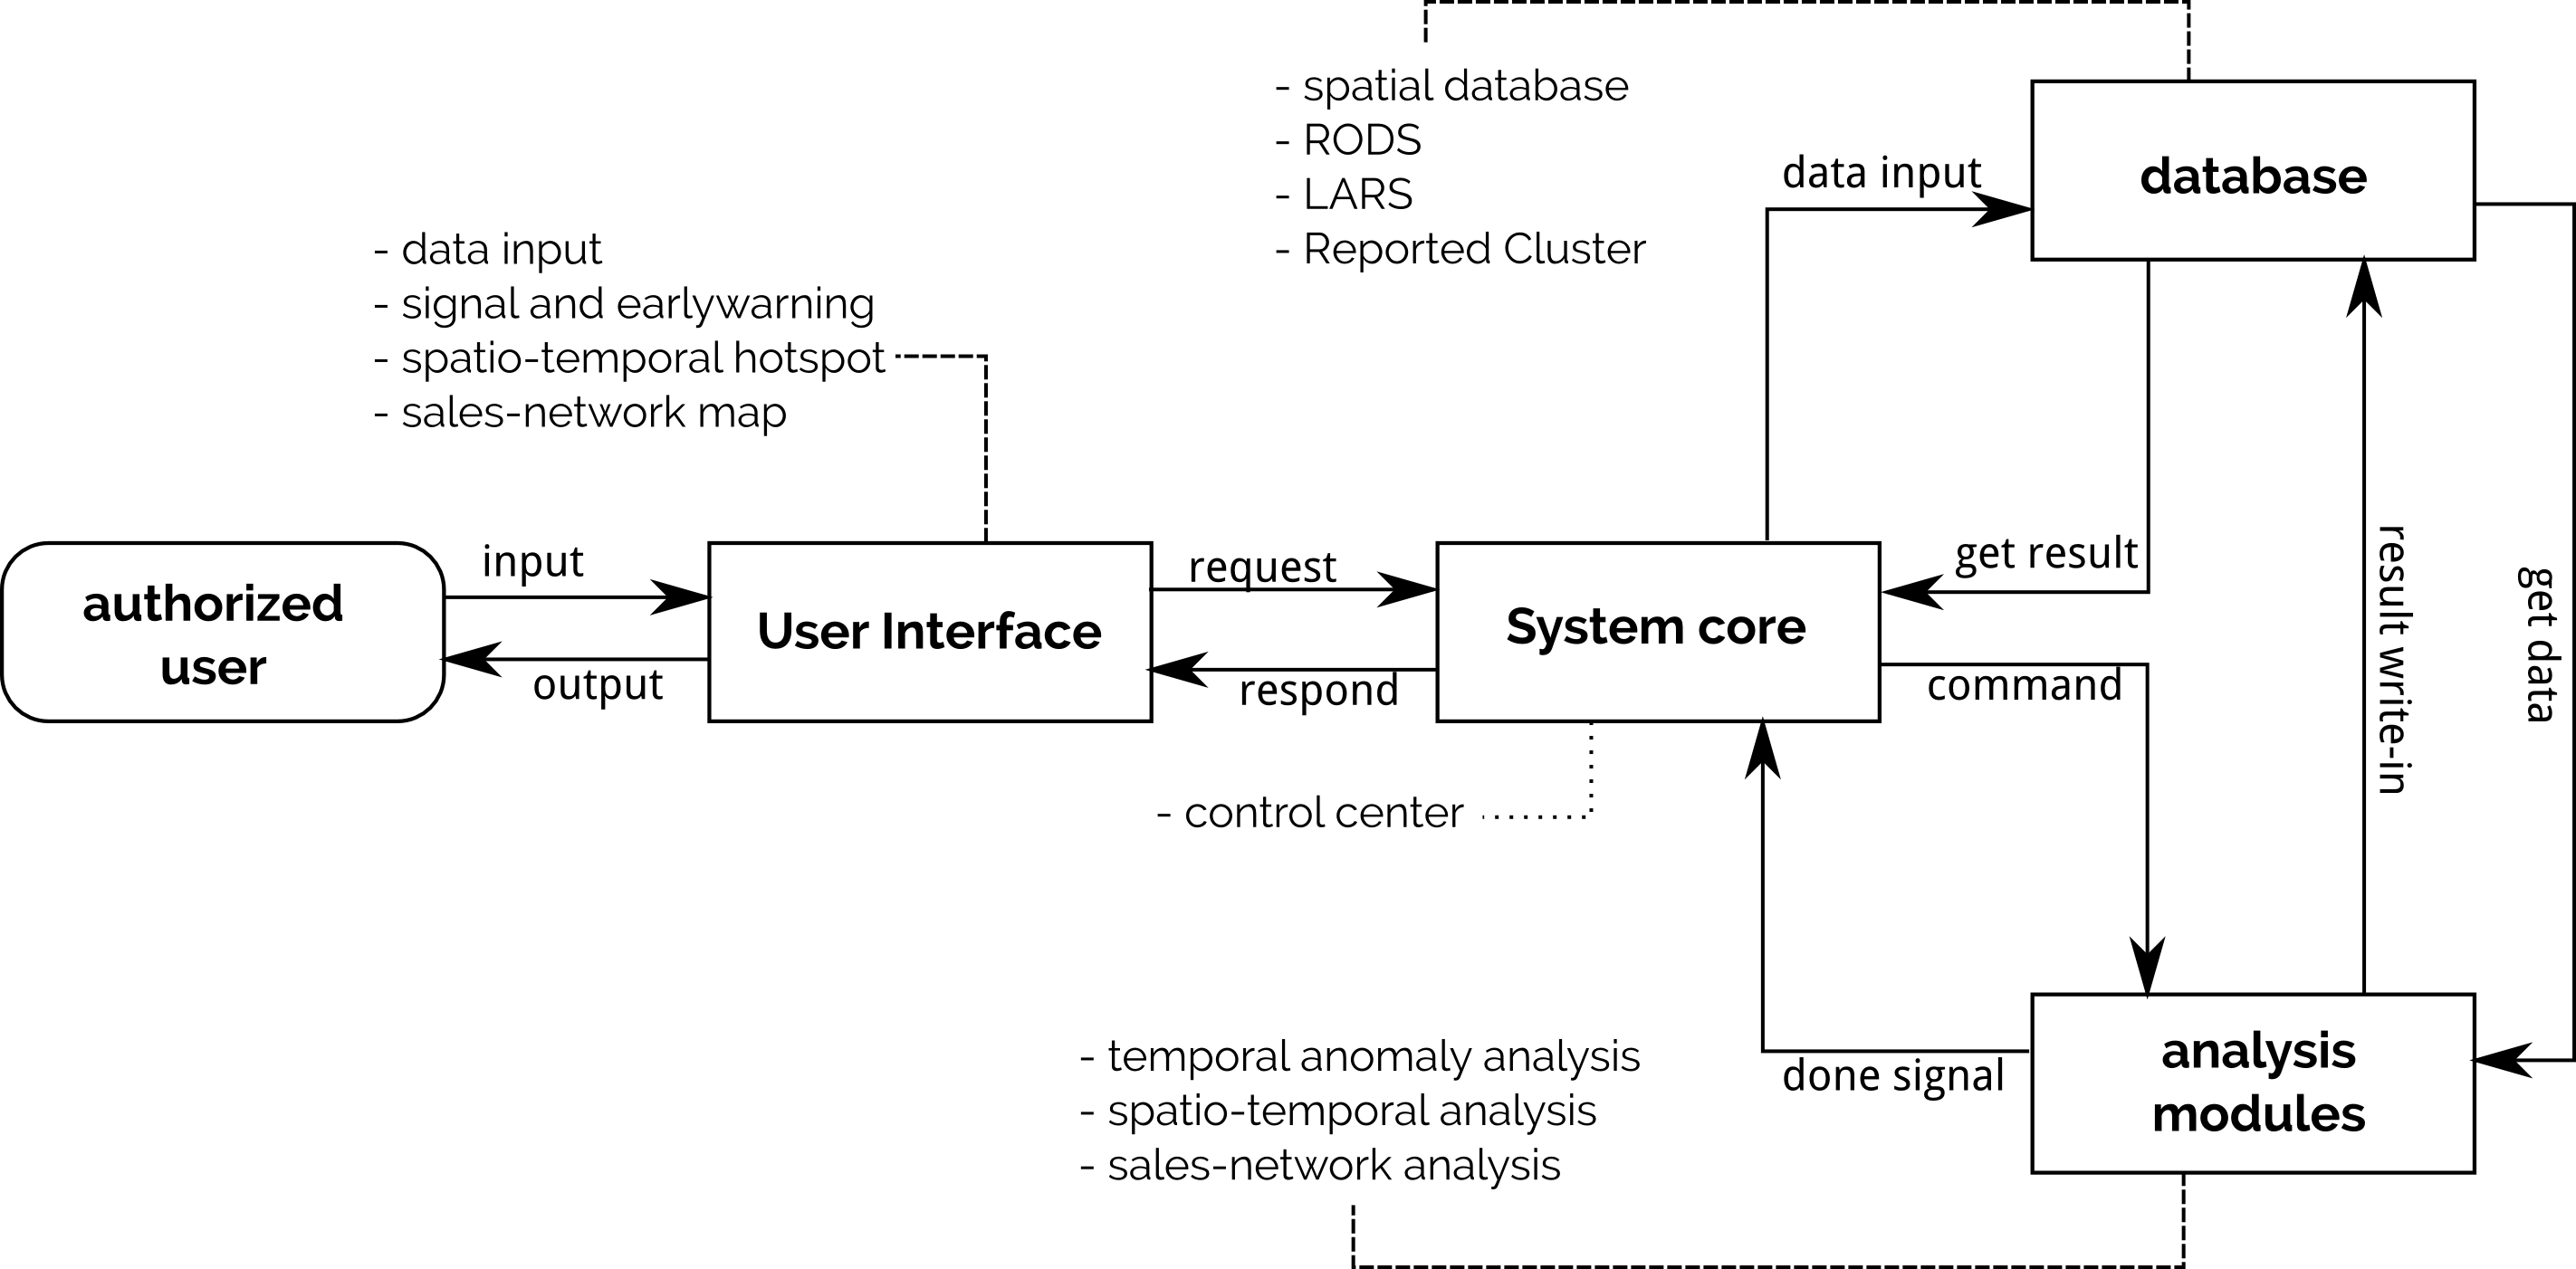 - spatial database
- RODS
- LARS
- Reported Cluster
data input
database
- data input
- signal and earlywarning
- spatio-temporal hotspot
- sales-network map
authorized
user
input
output
User Interface
request
respond
System core
get result
command
result write-in
get data
- control center
- temporal anomaly analysis
- spatio-temporal analysis
- sales-network analysis
done signal
analysis
modules